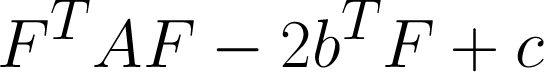 $F^T A F - 2b^T F + c$